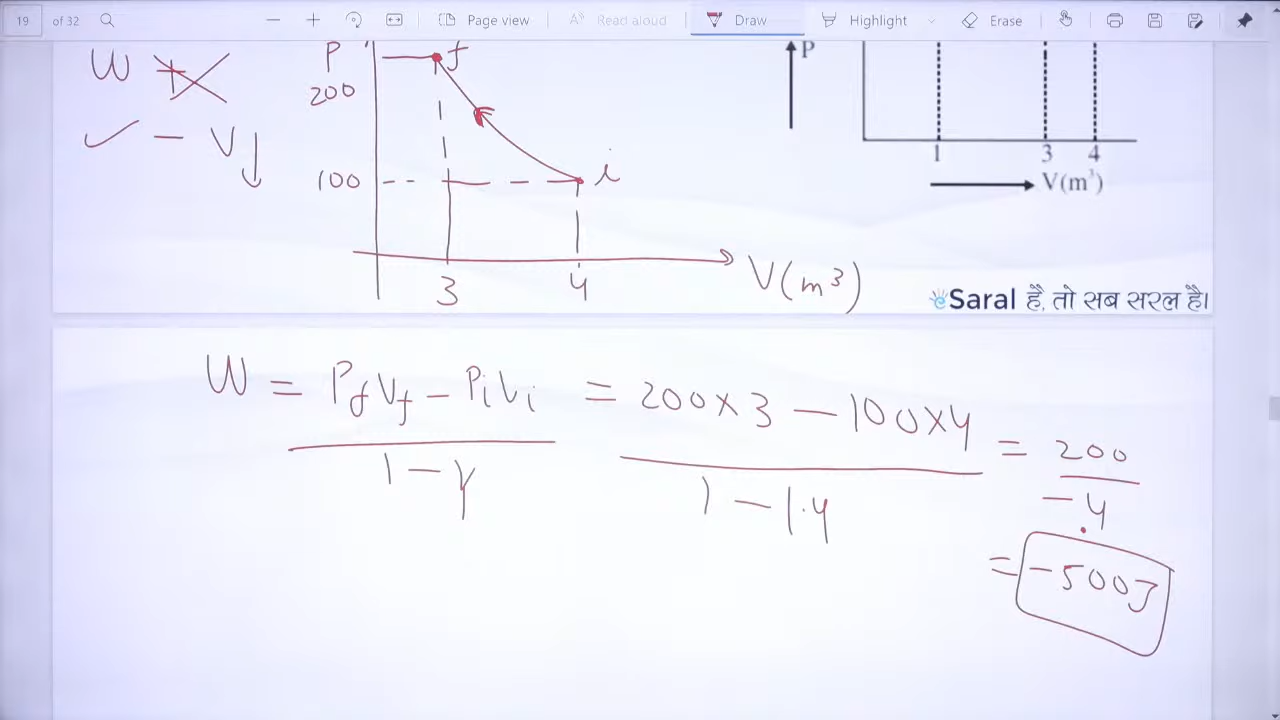 19 of 32 Page view Read aloud Draw Highlight Erase
W +
✓ − V↓
P f
200
100 i
3 4 V(m³)
P
1 3 4
V(m³)
eSaral है, तो सब सरल है।
W = PfVf − PiVi / 1 − γ = 200 × 3 − 100 × 4 / 1 − 1.4 = 200 / − .4
= −500J